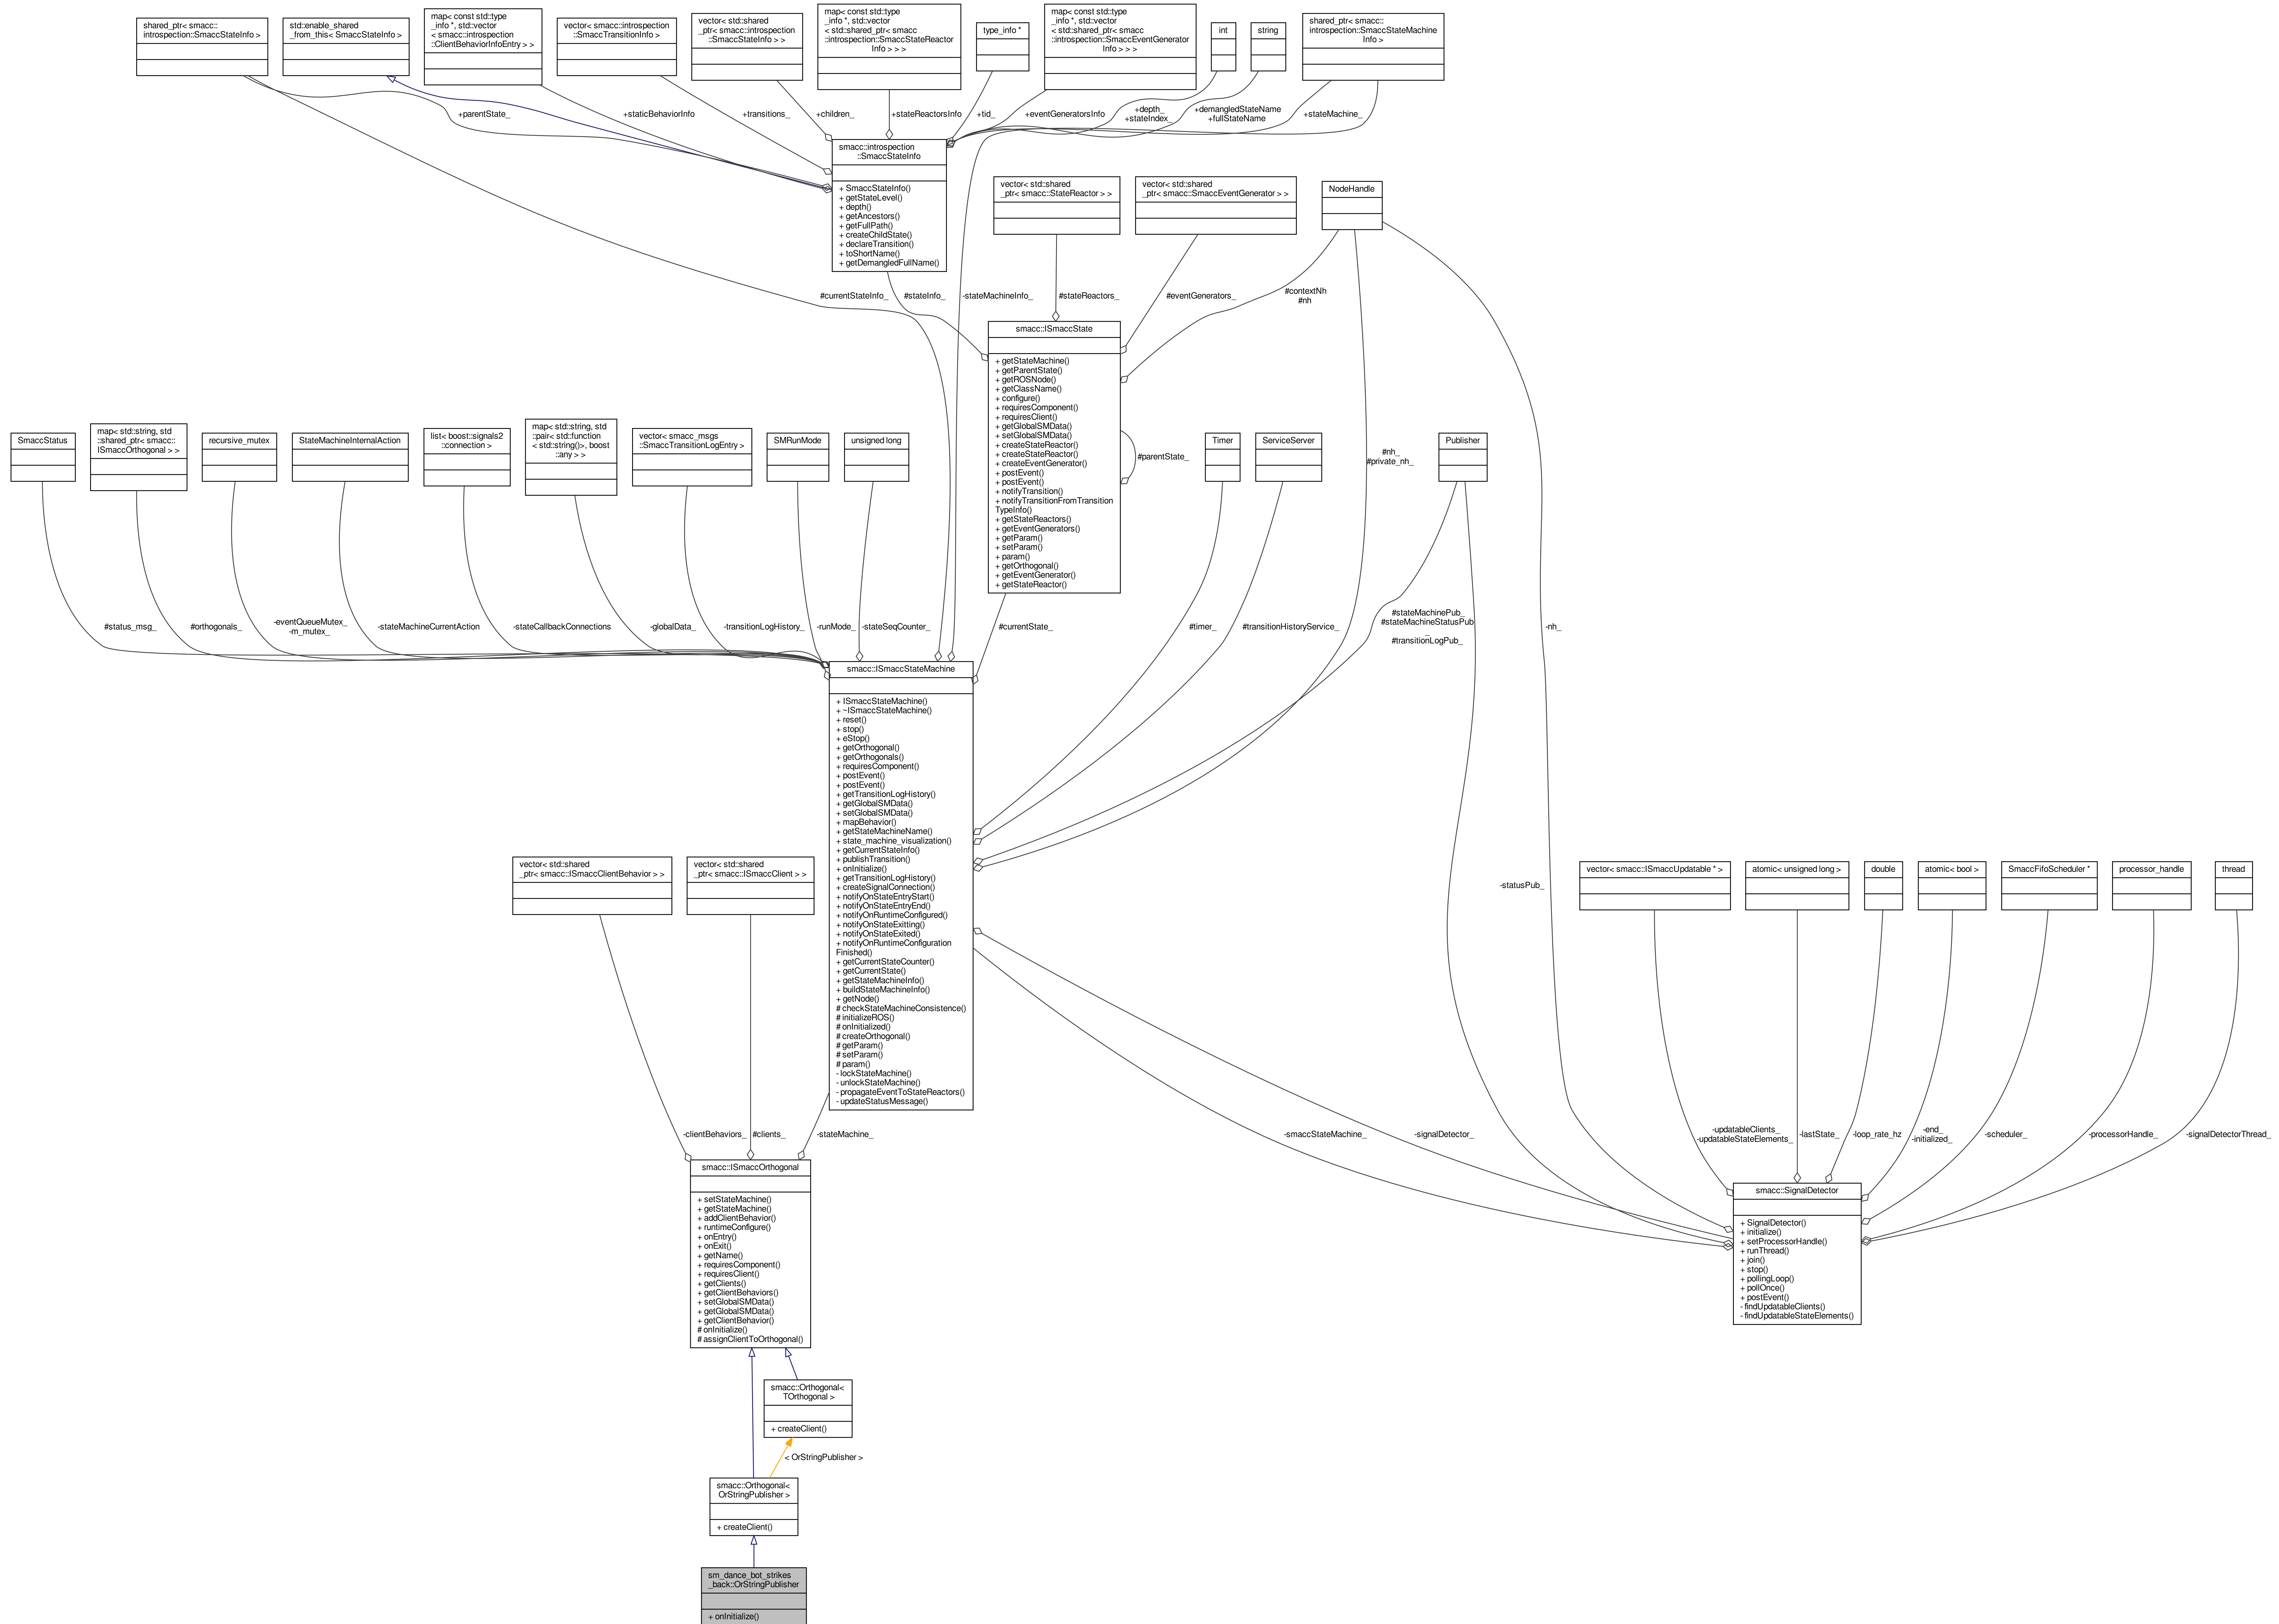 shared_ptr< smacc::
introspection::SmaccStateInfo >
std::enable_shared
_from_this< SmaccStateInfo >
map< const std::type
_info *, std::vector
< smacc::introspection
::ClientBehaviorInfoEntry > >
vector< smacc::introspection
::SmaccTransitionInfo >
vector< std::shared
_ptr< smacc::introspection
::SmaccStateInfo > >
map< const std::type
_info *, std::vector
< std::shared_ptr< smacc
::introspection::SmaccStateReactor
Info > > >
type_info *
map< const std::type
_info *, std::vector
< std::shared_ptr< smacc
::introspection::SmaccEventGenerator
Info > > >
int
string
shared_ptr< smacc::
introspection::SmaccStateMachine
Info >
+parentState_
+staticBehaviorInfo
+transitions_
+children_
+stateReactorsInfo
+tid_
+eventGeneratorsInfo
+depth_
+stateIndex_
+demangledStateName
+fullStateName
+stateMachine_
smacc::introspection
::SmaccStateInfo
+ SmaccStateInfo()
+ getStateLevel()
+ depth()
+ getAncestors()
+ getFullPath()
+ createChildState()
+ declareTransition()
+ toShortName()
+ getDemangledFullName()
vector< std::shared
_ptr< smacc::StateReactor > >
vector< std::shared
_ptr< smacc::SmaccEventGenerator > >
NodeHandle
#currentStateInfo_
#stateInfo_
-stateMachineInfo_
#stateReactors_
#eventGenerators_
#contextNh
#nh
smacc::ISmaccState
+ getStateMachine()
+ getParentState()
+ getROSNode()
+ getClassName()
+ configure()
+ requiresComponent()
+ requiresClient()
+ getGlobalSMData()
+ setGlobalSMData()
+ createStateReactor()
+ createStateReactor()
+ createEventGenerator()
+ postEvent()
+ postEvent()
+ notifyTransition()
+ notifyTransitionFromTransition
TypeInfo()
+ getStateReactors()
+ getEventGenerators()
+ getParam()
+ setParam()
+ param()
+ getOrthogonal()
+ getEventGenerator()
+ getStateReactor()
#parentState_
SmaccStatus
map< std::string, std
::shared_ptr< smacc::
ISmaccOrthogonal > >
recursive_mutex
StateMachineInternalAction
list< boost::signals2
::connection >
map< std::string, std
::pair< std::function
< std::string()>, boost
::any > >
vector< smacc_msgs
::SmaccTransitionLogEntry >
SMRunMode
unsigned long
Timer
ServiceServer
Publisher
#nh_
#private_nh_
#status_msg_
#orthogonals_
-eventQueueMutex_
-m_mutex_
-stateMachineCurrentAction
-stateCallbackConnections
-globalData_
-transitionLogHistory_
-runMode_
-stateSeqCounter_
#currentState_
#timer_
#transitionHistoryService_
#stateMachinePub_
#stateMachineStatusPub
_
#transitionLogPub_
-nh_
smacc::ISmaccStateMachine
+ ISmaccStateMachine()
+ ~ISmaccStateMachine()
+ reset()
+ stop()
+ eStop()
+ getOrthogonal()
+ getOrthogonals()
+ requiresComponent()
+ postEvent()
+ postEvent()
+ getTransitionLogHistory()
+ getGlobalSMData()
+ setGlobalSMData()
+ mapBehavior()
+ getStateMachineName()
+ state_machine_visualization()
+ getCurrentStateInfo()
+ publishTransition()
+ onInitialize()
+ getTransitionLogHistory()
+ createSignalConnection()
+ notifyOnStateEntryStart()
+ notifyOnStateEntryEnd()
+ notifyOnRuntimeConfigured()
+ notifyOnStateExitting()
+ notifyOnStateExited()
+ notifyOnRuntimeConfiguration
Finished()
+ getCurrentStateCounter()
+ getCurrentState()
+ getStateMachineInfo()
+ buildStateMachineInfo()
+ getNode()
# checkStateMachineConsistence()
# initializeROS()
# onInitialized()
# createOrthogonal()
# getParam()
# setParam()
# param()
- lockStateMachine()
- unlockStateMachine()
- propagateEventToStateReactors()
- updateStatusMessage()
vector< std::shared
_ptr< smacc::ISmaccClientBehavior > >
vector< std::shared
_ptr< smacc::ISmaccClient > >
-statusPub_
vector< smacc::ISmaccUpdatable * >
atomic< unsigned long >
double
atomic< bool >
SmaccFifoScheduler *
processor_handle
thread
-clientBehaviors_
#clients_
-stateMachine_
-smaccStateMachine_
-signalDetector_
-updatableClients_
-updatableStateElements_
-lastState_
-loop_rate_hz
-end_
-initialized_
-scheduler_
-processorHandle_
-signalDetectorThread_
smacc::ISmaccOrthogonal
+ setStateMachine()
+ getStateMachine()
+ addClientBehavior()
+ runtimeConfigure()
+ onEntry()
+ onExit()
+ getName()
+ requiresComponent()
+ requiresClient()
+ getClients()
+ getClientBehaviors()
+ setGlobalSMData()
+ getGlobalSMData()
+ getClientBehavior()
# onInitialize()
# assignClientToOrthogonal()
smacc::SignalDetector
+ SignalDetector()
+ initialize()
+ setProcessorHandle()
+ runThread()
+ join()
+ stop()
+ pollingLoop()
+ pollOnce()
+ postEvent()
- findUpdatableClients()
- findUpdatableStateElements()
smacc::Orthogonal<
TOrthogonal >
+ createClient()
< OrStringPublisher >
smacc::Orthogonal<
OrStringPublisher >
+ createClient()
sm_dance_bot_strikes
_back::OrStringPublisher
+ onInitialize()